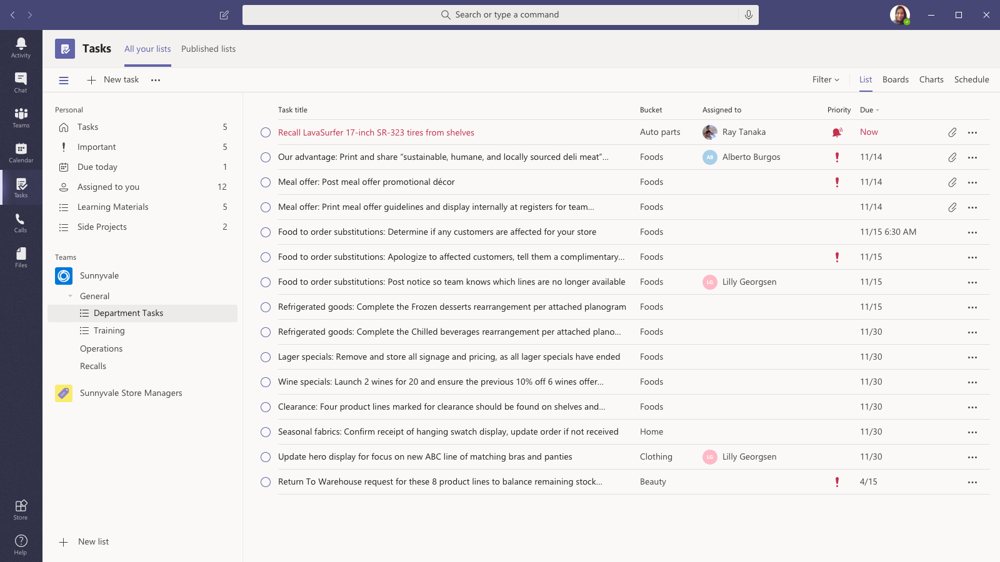 Search or type a command
Activity
Chat
Teams
Calendar
Tasks
Calls
Files
Store
Help
Tasks All your lists Published lists
New task
Filter List Boards Charts Schedule
Personal
Tasks 5
Important 5
Due today 1
Assigned to you 12
Learning Materials 5
Side Projects 2
Teams
Sunnyvale
General
Department Tasks
Training
Operations
Recalls
Sunnyvale Store Managers
New list
Task title Bucket Assigned to Priority Due
Recall LavaSurfer 17-inch SR-323 tires from shelves Auto parts Ray Tanaka Now
Our advantage: Print and share “sustainable, humane, and locally sourced deli meat”... Foods AB Alberto Burgos 11/14
Meal offer: Post meal offer promotional décor Foods 11/14
Meal offer: Print meal offer guidelines and display internally at registers for team... Foods 11/14
Food to order substitutions: Determine if any customers are affected for your store Foods 11/15 6:30 AM
Food to order substitutions: Apologize to affected customers, tell them a complimentary... Foods 11/15
Food to order substitutions: Post notice so team knows which lines are no longer available Foods LG Lilly Georgsen 11/15
Refrigerated goods: Complete the Frozen desserts rearrangement per attached planogram Foods 11/15
Refrigerated goods: Complete the Chilled beverages rearrangement per attached plano... Foods 11/30
Lager specials: Remove and store all signage and pricing, as all lager specials have ended Foods 11/30
Wine specials: Launch 2 wines for 20 and ensure the previous 10% off 6 wines offer... Foods 11/30
Clearance: Four product lines marked for clearance should be found on shelves and... Foods 11/30
Seasonal fabrics: Confirm receipt of hanging swatch display, update order if not received Home 11/30
Update hero display for focus on new ABC line of matching bras and panties Clothing LG Lilly Georgsen 11/30
Return To Warehouse request for these 8 product lines to balance remaining stock... Beauty 4/15